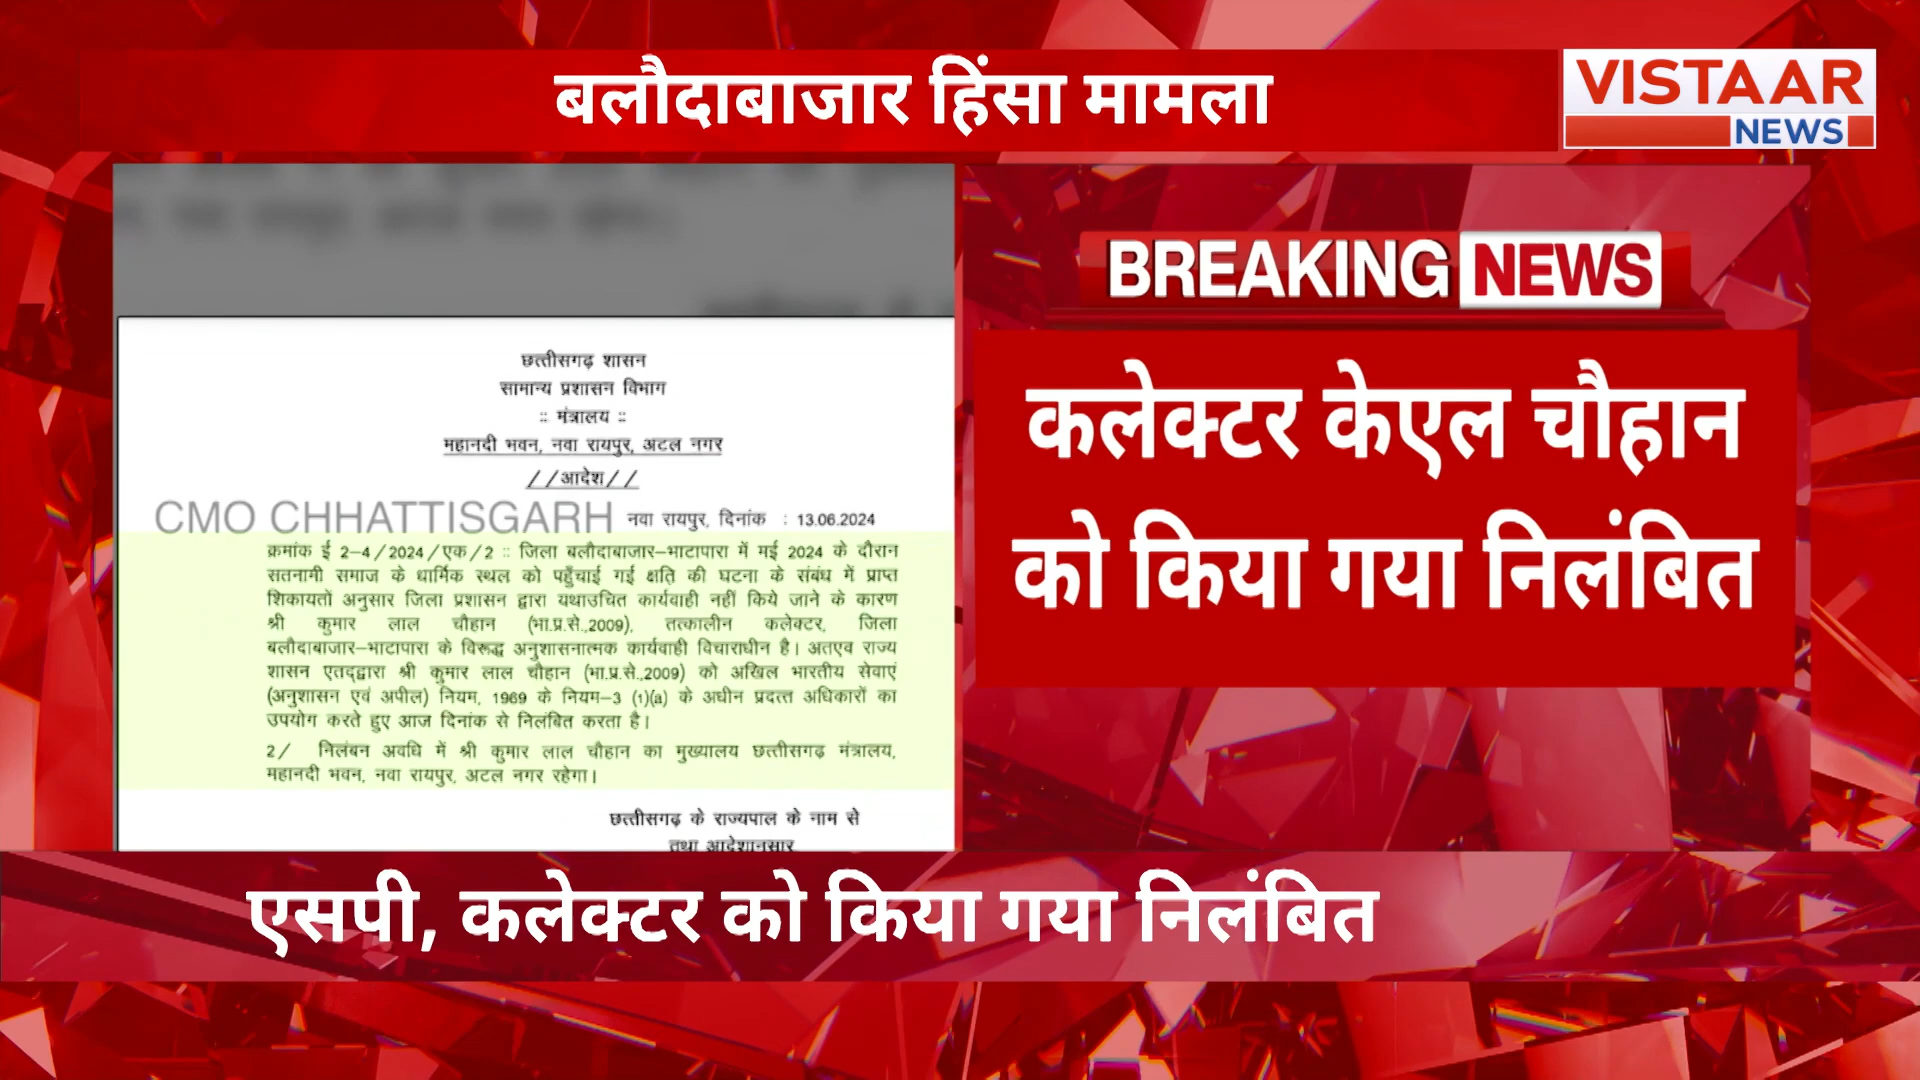 बलौदाबाजार हिंसा मामला
VISTAAR
NEWS
छत्तीसगढ़ शासन
सामान्य प्रशासन विभाग
:: मंत्रालय ::
महानदी भवन, नवा रायपुर, अटल नगर
//आदेश//
CMO CHHATTISGARH
नवा रायपुर, दिनांक : 13.06.2024
क्रमांक ई 2–4/2024/एक/2 :: जिला बलौदाबाजार–भाटापारा में मई 2024 के दौरान
सतनामी समाज के धार्मिक स्थल को पहुँचाई गई क्षति की घटना के संबंध में प्राप्त
शिकायतों अनुसार जिला प्रशासन द्वारा यथाउचित कार्यवाही नहीं किये जाने के कारण
श्री कुमार लाल चौहान (भा.प्र.से.,2009), तत्कालीन कलेक्टर, जिला
बलौदाबाजार–भाटापारा के विरूद्ध अनुशासनात्मक कार्यवाही विचाराधीन है। अतएव राज्य
शासन एतद्द्वारा श्री कुमार लाल चौहान (भा.प्र.से.,2009) को अखिल भारतीय सेवाएं
(अनुशासन एवं अपील) नियम, 1969 के नियम–3 (1)(a) के अधीन प्रदत्त अधिकारों का
उपयोग करते हुए आज दिनांक से निलंबित करता है।
2/ निलंबन अवधि में श्री कुमार लाल चौहान का मुख्यालय छत्तीसगढ़ मंत्रालय,
महानदी भवन, नवा रायपुर, अटल नगर रहेगा।
छत्तीसगढ़ के राज्यपाल के नाम से
तथा आदेशानुसार
BREAKING NEWS
कलेक्टर केएल चौहान
को किया गया निलंबित
एसपी, कलेक्टर को किया गया निलंबित